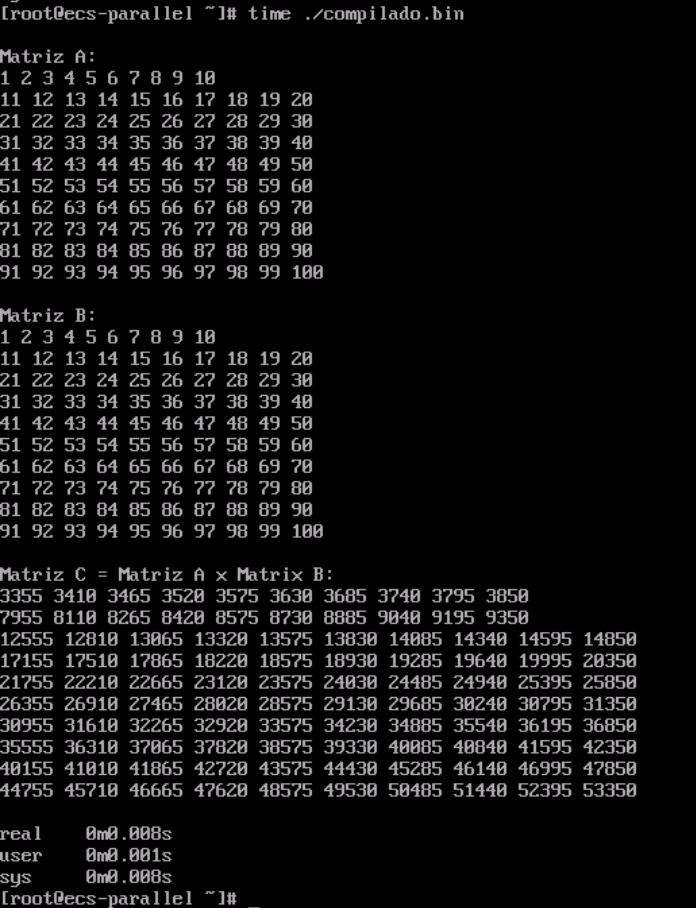 [root@ecs-parallel ~]# time ./compilado.bin
Matriz A:
1 2 3 4 5 6 7 8 9 10
11 12 13 14 15 16 17 18 19 20
21 22 23 24 25 26 27 28 29 30
31 32 33 34 35 36 37 38 39 40
41 42 43 44 45 46 47 48 49 50
51 52 53 54 55 56 57 58 59 60
61 62 63 64 65 66 67 68 69 70
71 72 73 74 75 76 77 78 79 80
81 82 83 84 85 86 87 88 89 90
91 92 93 94 95 96 97 98 99 100
Matriz B:
1 2 3 4 5 6 7 8 9 10
11 12 13 14 15 16 17 18 19 20
21 22 23 24 25 26 27 28 29 30
31 32 33 34 35 36 37 38 39 40
41 42 43 44 45 46 47 48 49 50
51 52 53 54 55 56 57 58 59 60
61 62 63 64 65 66 67 68 69 70
71 72 73 74 75 76 77 78 79 80
81 82 83 84 85 86 87 88 89 90
91 92 93 94 95 96 97 98 99 100
Matriz C = Matriz A x Matrix B:
3355 3410 3465 3520 3575 3630 3685 3740 3795 3850
7955 8110 8265 8420 8575 8730 8885 9040 9195 9350
12555 12810 13065 13320 13575 13830 14085 14340 14595 14850
17155 17510 17865 18220 18575 18930 19285 19640 19995 20350
21755 22210 22665 23120 23575 24030 24485 24940 25395 25850
26355 26910 27465 28020 28575 29130 29685 30240 30795 31350
30955 31610 32265 32920 33575 34230 34885 35540 36195 36850
35555 36310 37065 37820 38575 39330 40085 40840 41595 42350
40155 41010 41865 42720 43575 44430 45285 46140 46995 47850
44755 45710 46665 47620 48575 49530 50485 51440 52395 53350
real 0m0.008s
user 0m0.001s
sys 0m0.008s
[root@ecs-parallel ~]# _